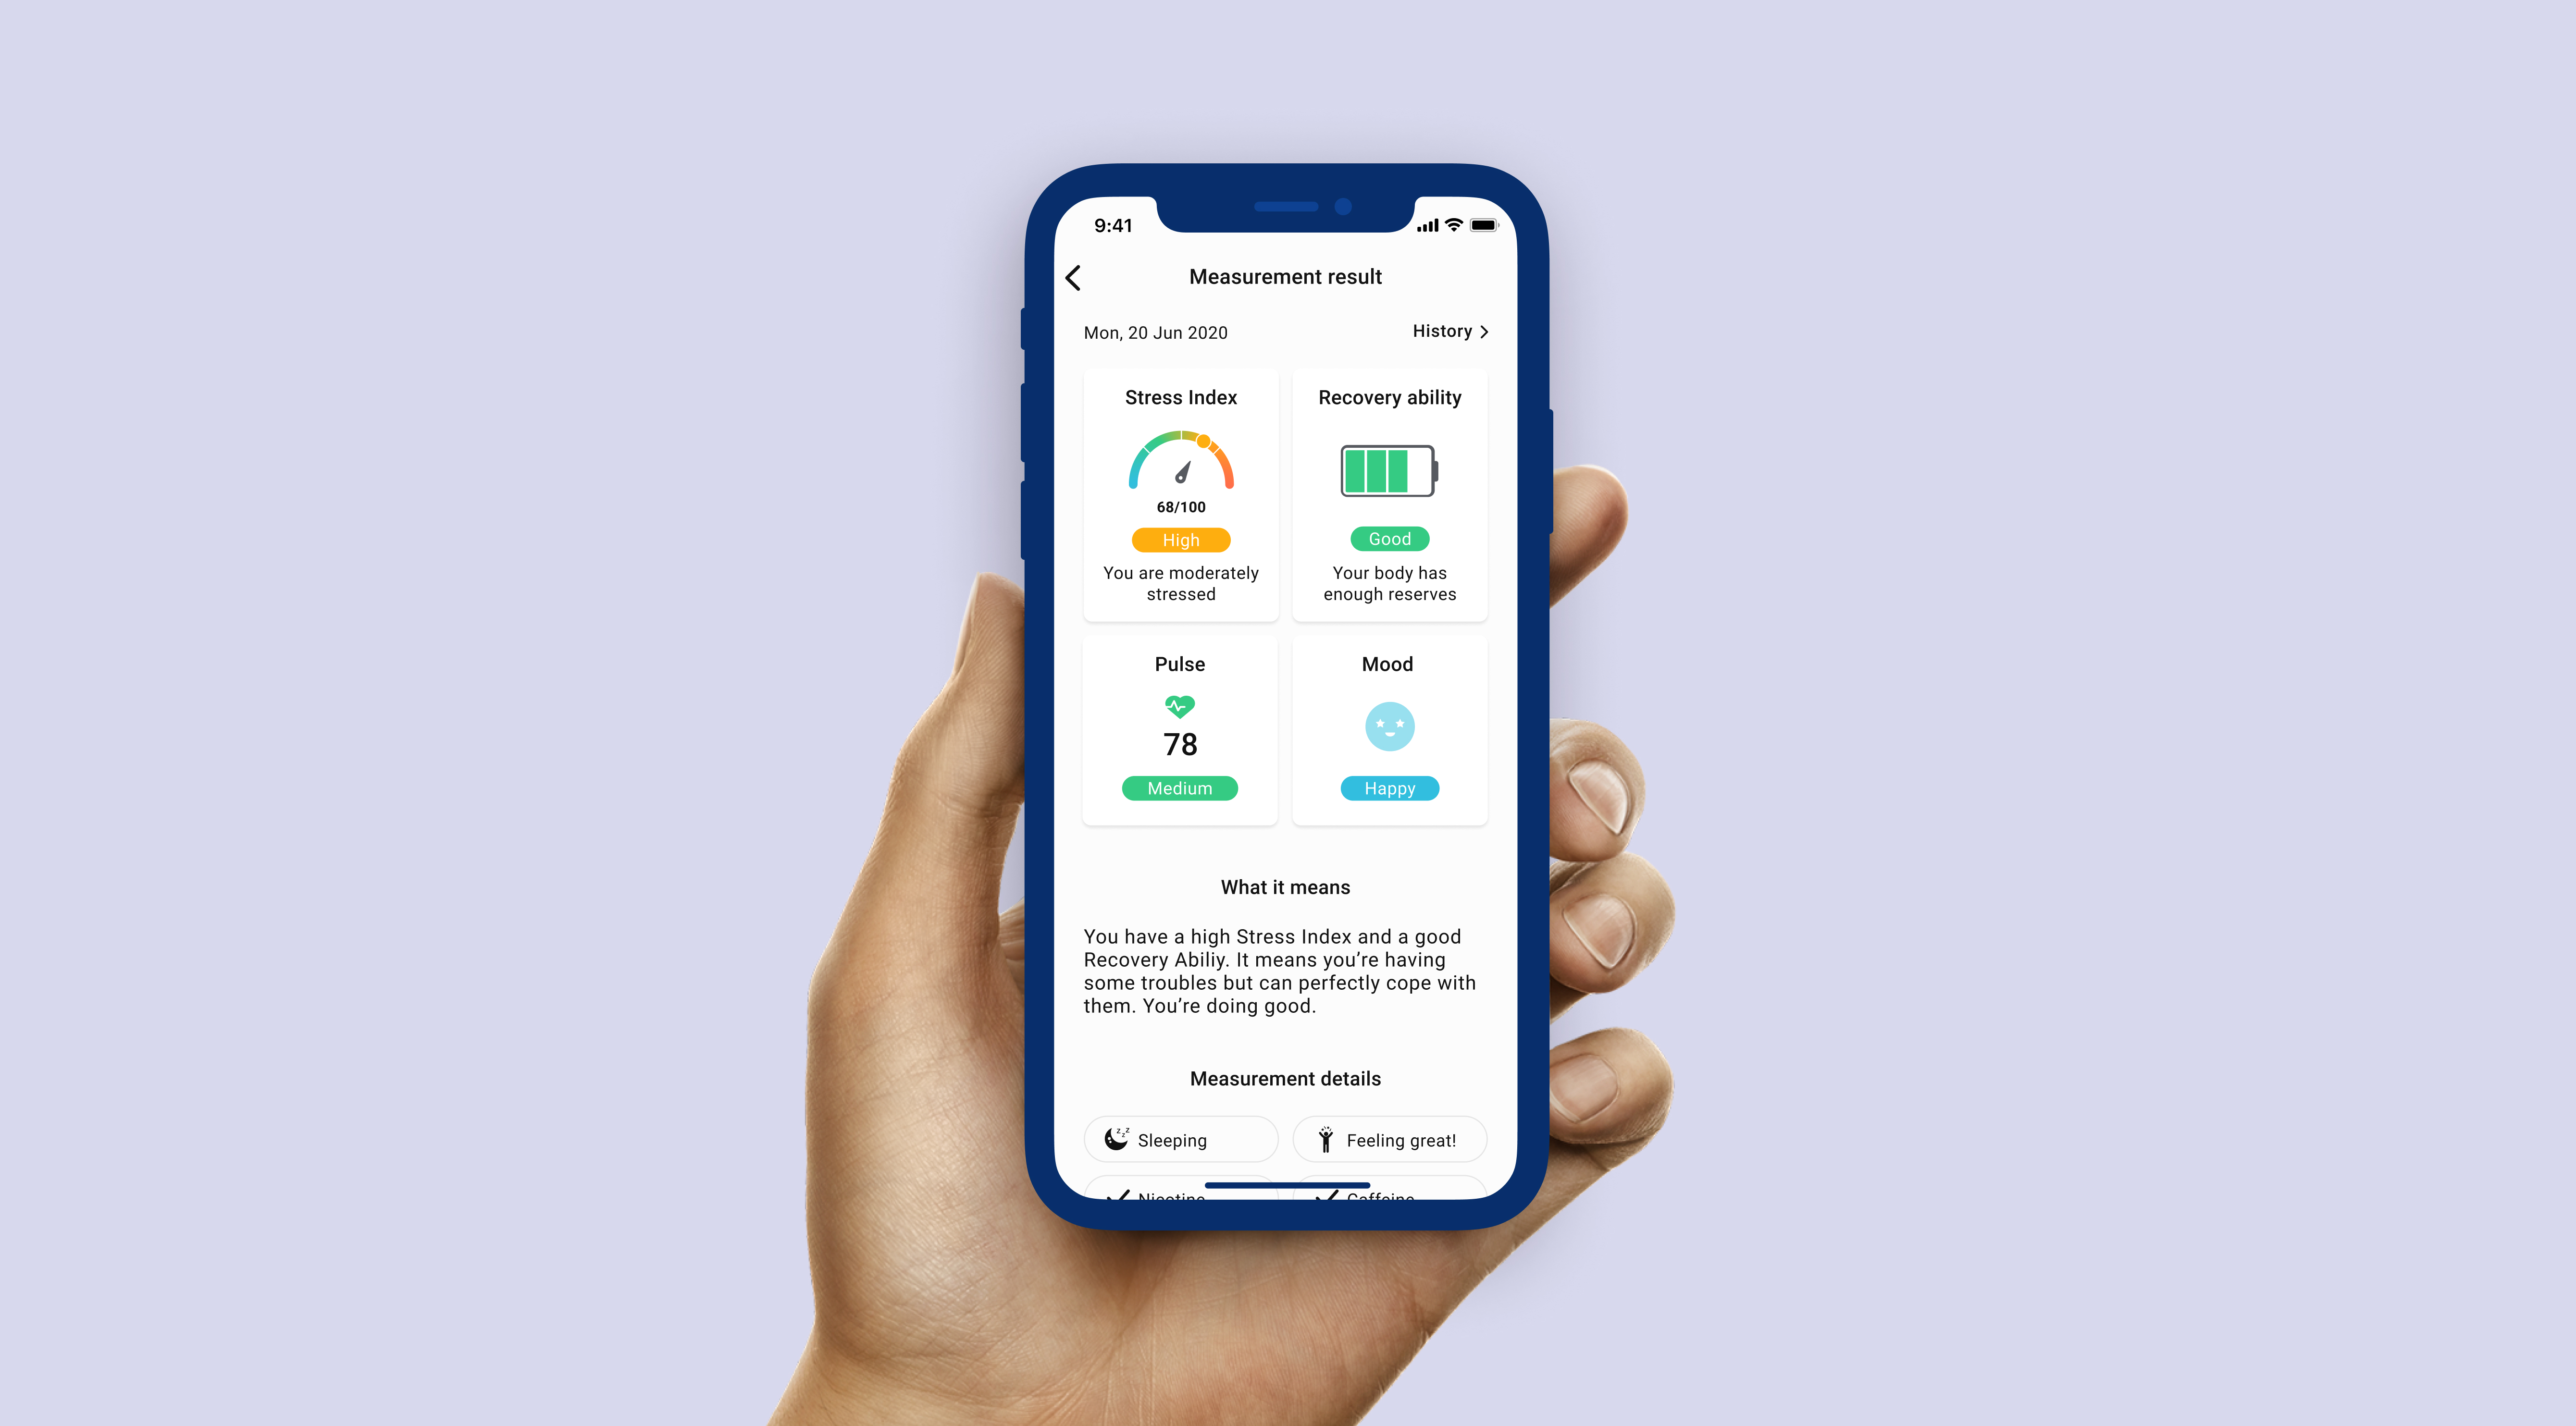 9:41
Measurement result
Mon, 20 Jun 2020
History
Stress Index
68/100
High
You are moderately
stressed
Recovery ability
Good
Your body has
enough reserves
Pulse
78
Medium
Mood
Happy
What it means
You have a high Stress Index and a good
Recovery Abiliy. It means you’re having
some troubles but can perfectly cope with
them. You’re doing good.
Measurement details
z z z
Sleeping
Feeling great!
Nicotine
Caffeine